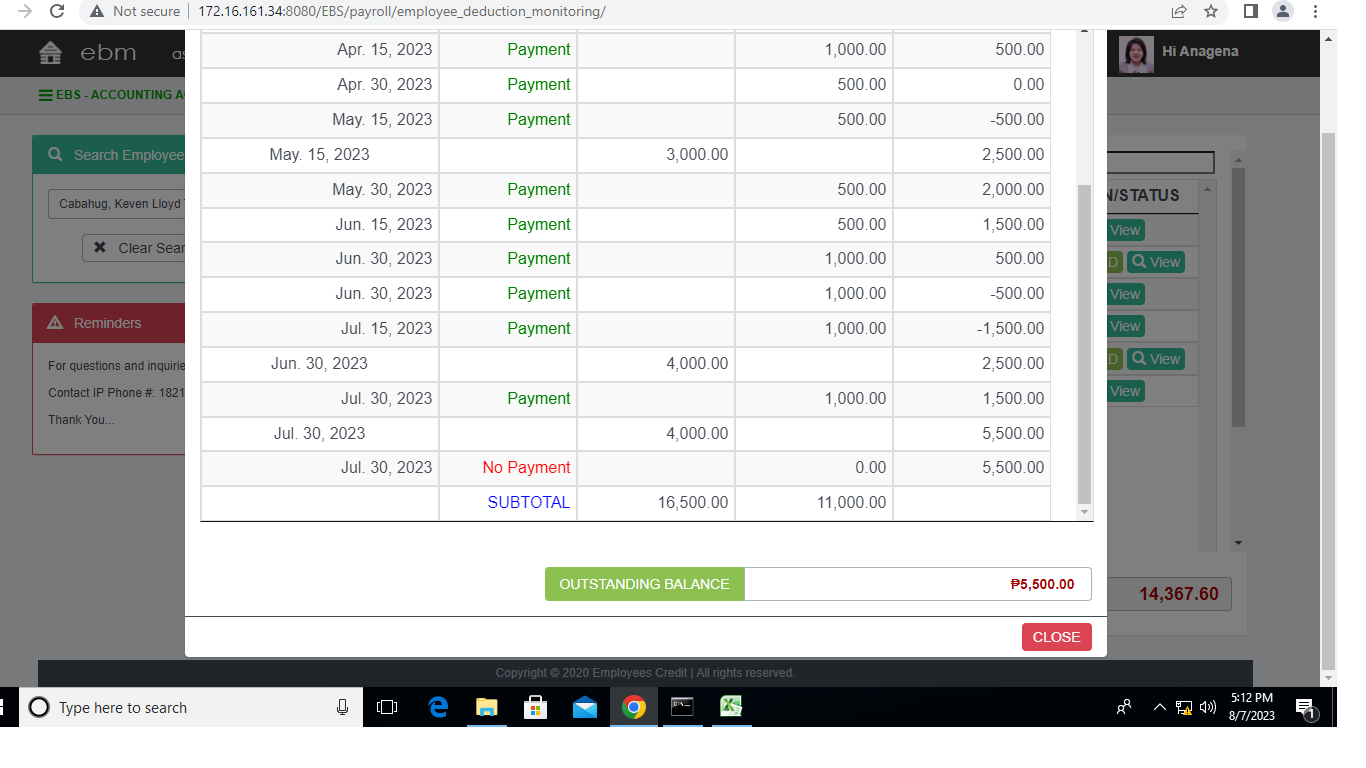 Not secure | 172.16.161.34:8080/EBS/payroll/employee_deduction_monitoring/
ebm as
Hi Anagena
EBS - ACCOUNTING A
Search Employee
Cabahug, Keven Lloyd
Clear Sear
Reminders
For questions and inquirie
Contact IP Phone #: 1821
Thank You...
Apr. 15, 2023 Payment 1,000.00 500.00
Apr. 30, 2023 Payment 500.00 0.00
May. 15, 2023 Payment 500.00 -500.00
May. 15, 2023 3,000.00 2,500.00
May. 30, 2023 Payment 500.00 2,000.00
Jun. 15, 2023 Payment 500.00 1,500.00
Jun. 30, 2023 Payment 1,000.00 500.00
Jun. 30, 2023 Payment 1,000.00 -500.00
Jul. 15, 2023 Payment 1,000.00 -1,500.00
Jun. 30, 2023 4,000.00 2,500.00
Jul. 30, 2023 Payment 1,000.00 1,500.00
Jul. 30, 2023 4,000.00 5,500.00
Jul. 30, 2023 No Payment 0.00 5,500.00
SUBTOTAL 16,500.00 11,000.00
OUTSTANDING BALANCE ₱5,500.00
CLOSE
N/STATUS
View
D View
View
View
D View
View
14,367.60
Copyright © 2020 Employees Credit | All rights reserved.
Type here to search
5:12 PM
8/7/2023
1